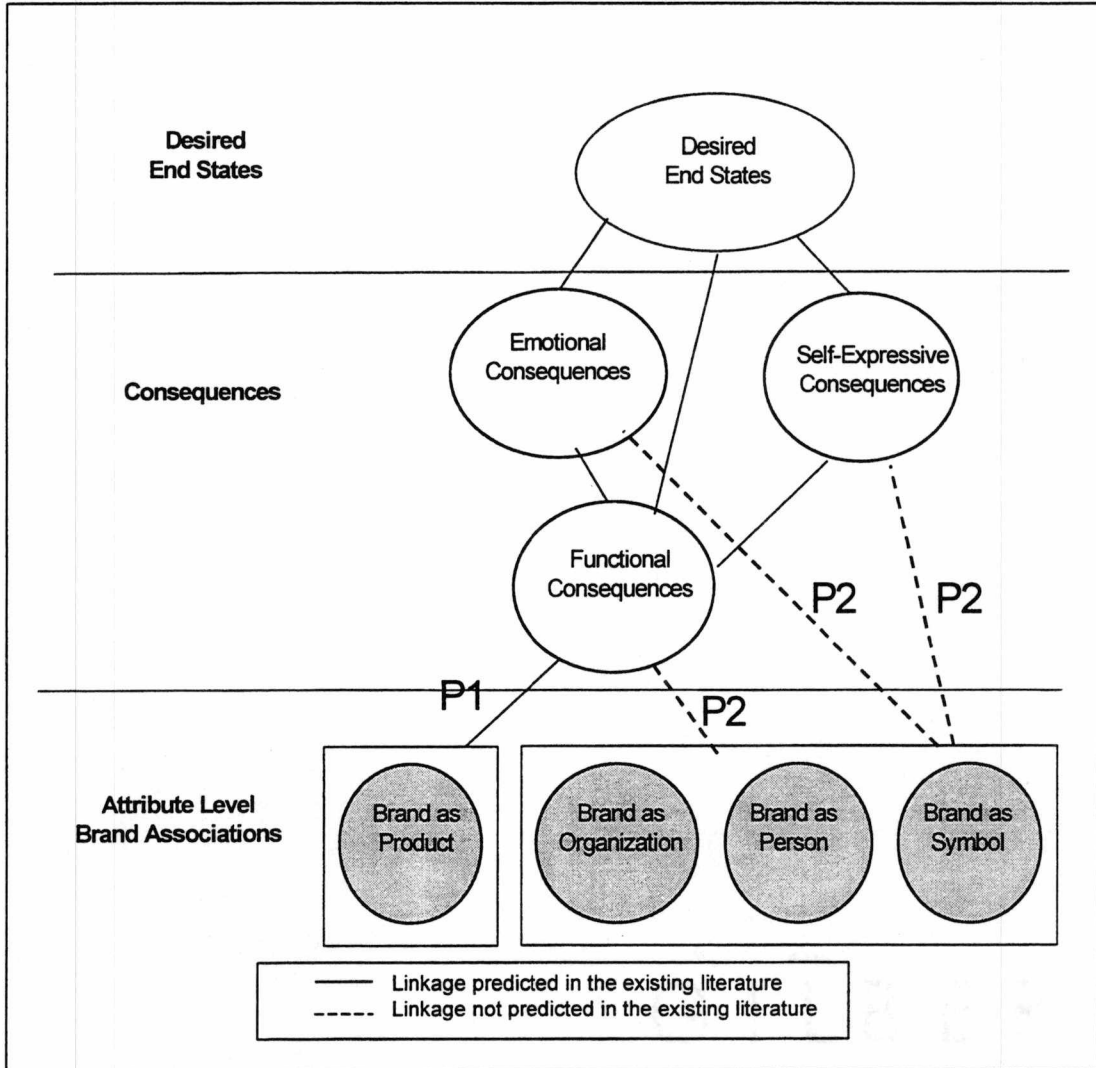 Desired
End States
Desired
End States
Consequences
Emotional
Consequences
Self-Expressive
Consequences
Functional
Consequences
P2
P2
P1
P2
Attribute Level
Brand Associations
Brand as
Product
Brand as
Organization
Brand as
Person
Brand as
Symbol
Linkage predicted in the existing literature
Linkage not predicted in the existing literature